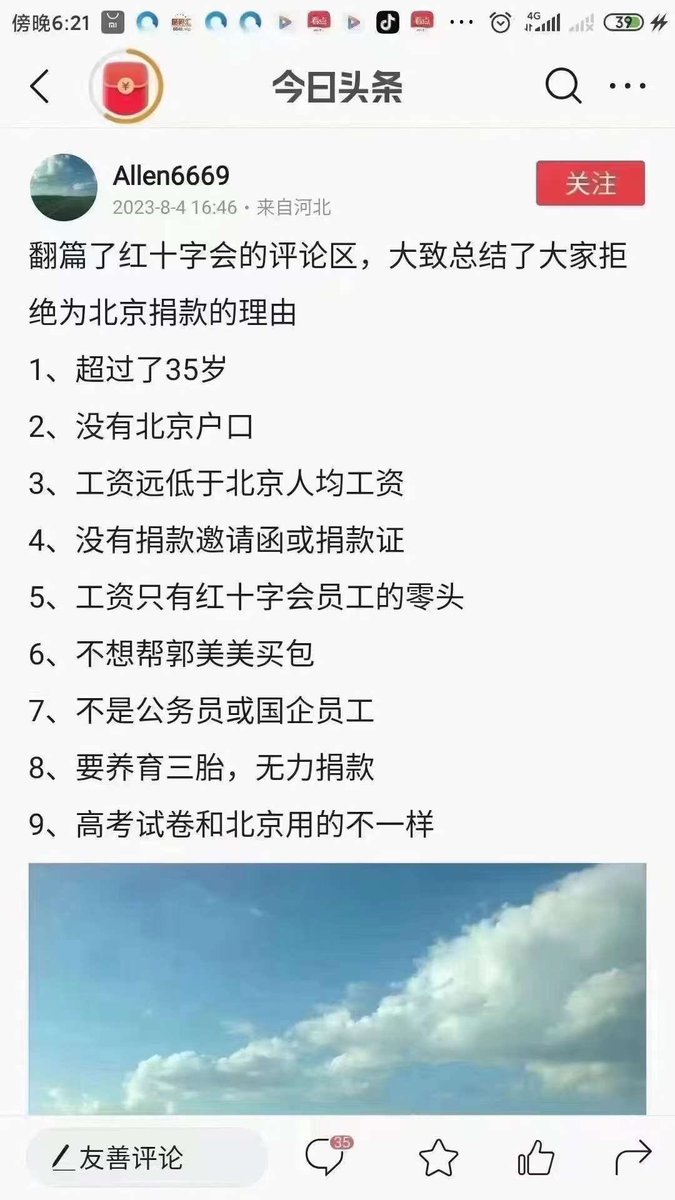 傍晚6:21
4G
39
今日头条
Allen6669
关注
2023-8-4 16:46·来自河北
翻篇了红十字会的评论区，大致总结了大家拒
绝为北京捐款的理由
1、超过了35岁
2、没有北京户口
3、工资远低于北京人均工资
4、没有捐款邀请函或捐款证
5、工资只有红十字会员工的零头
6、不想帮郭美美买包
7、不是公务员或国企员工
8、要养育三胎，无力捐款
9、高考试卷和北京用的不一样
友善评论
35